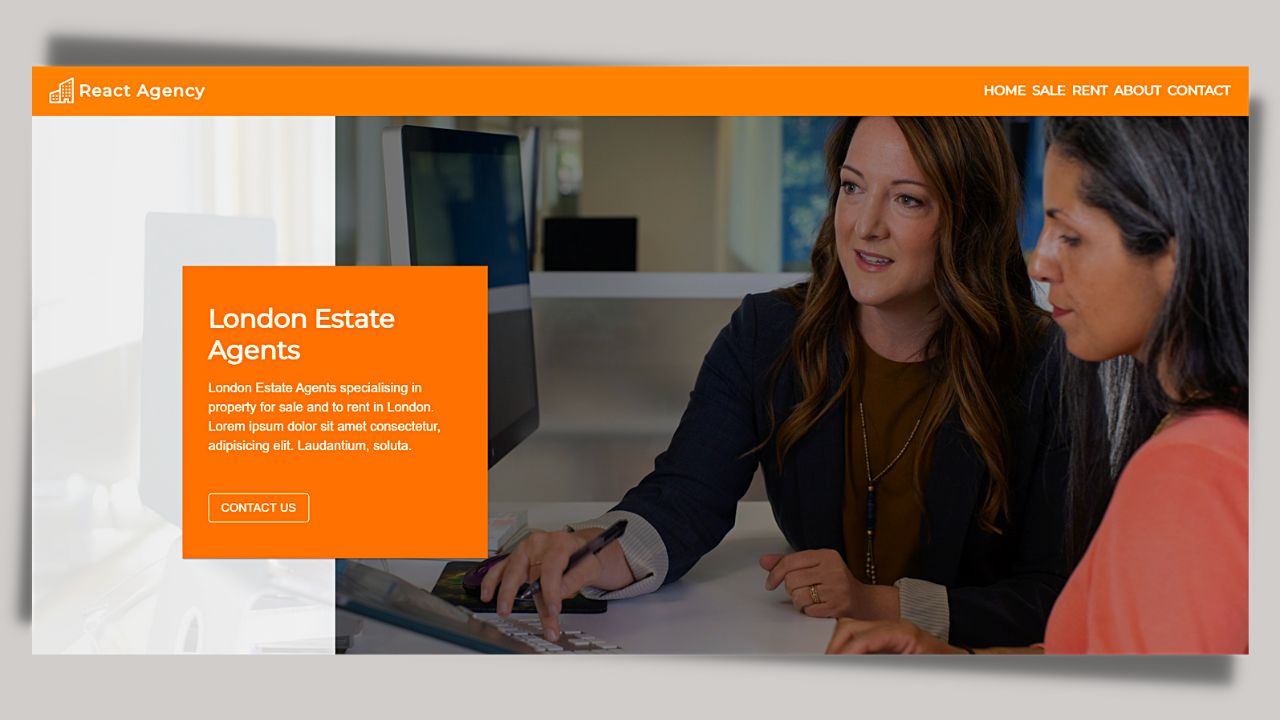 React Agency
HOME SALE RENT ABOUT CONTACT
London Estate
Agents
London Estate Agents specialising in
property for sale and to rent in London.
Lorem ipsum dolor sit amet consectetur,
adipisicing elit. Laudantium, soluta.
CONTACT US